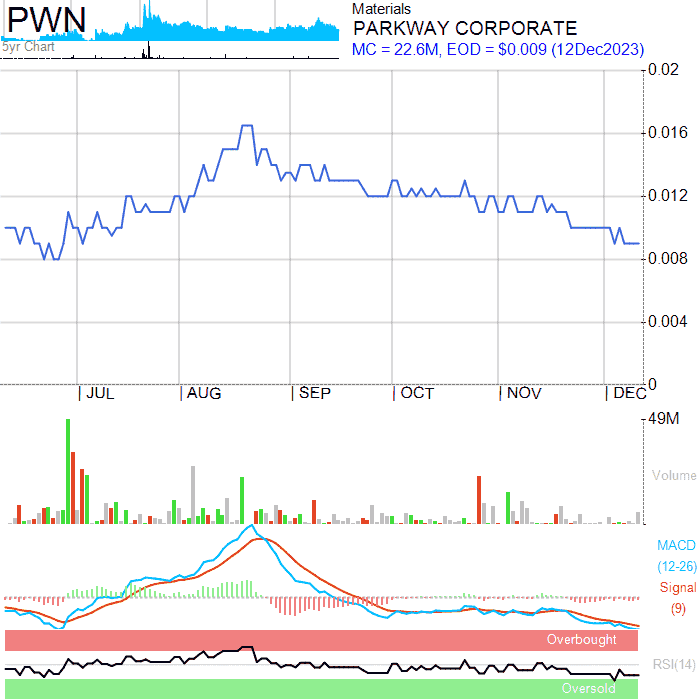 PWN
5yr Chart
Materials
PARKWAY CORPORATE
MC = 22.6M, EOD = $0.009 (12Dec2023)
0.02
0.016
0.012
0.008
0.004
0
| JUL | AUG | SEP | OCT | NOV | DEC
49M
Volume
MACD
(12-26)
Signal
(9)
Overbought
RSI(14)
Oversold